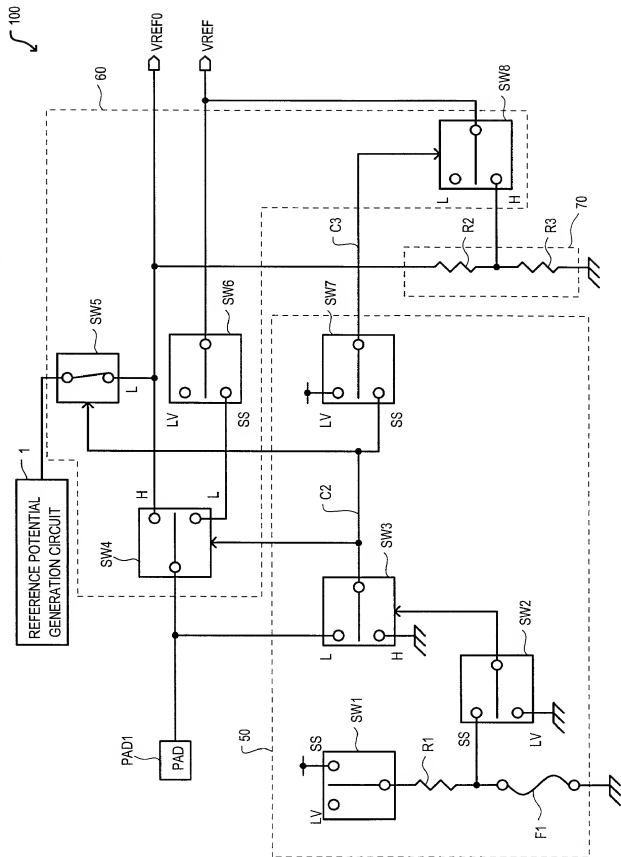 100
VREF0
VREF
60
SW5
L
1
REFERENCE POTENTIAL
GENERATION CIRCUIT
SW4
H
L
SW6
LV
SS
SW8
L
H
C3
70
R2
R3
SW7
LV
SS
C2
SW3
L
H
PAD1
PAD
50
SW1
SS
LV
R1
SW2
SS
LV
F1